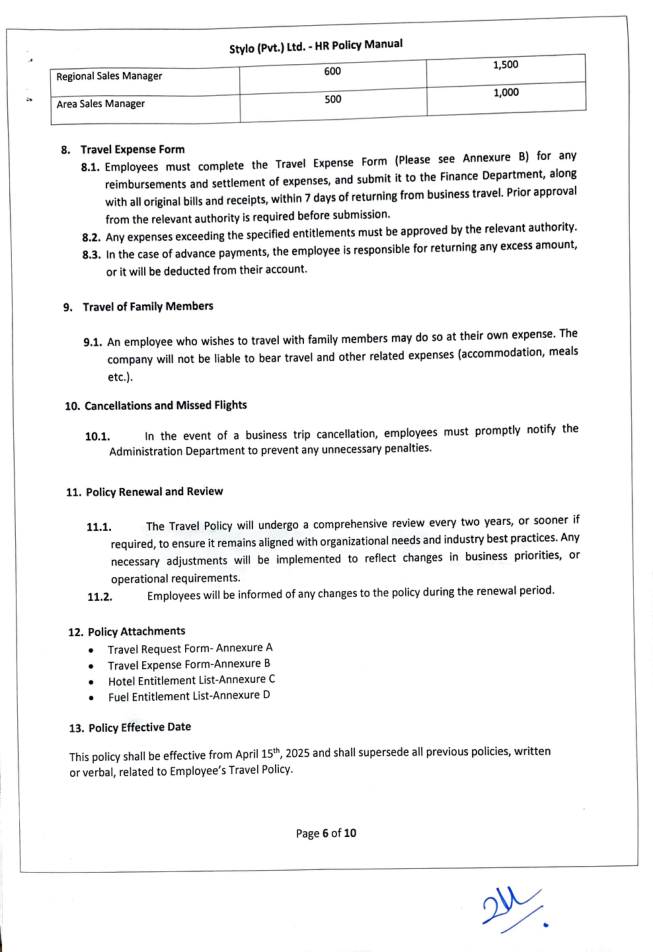 Stylo (Pvt.) Ltd. - HR Policy Manual
Regional Sales Manager 600 1,500
Area Sales Manager 500 1,000
8. Travel Expense Form
8.1. Employees must complete the Travel Expense Form (Please see Annexure B) for any
reimbursements and settlement of expenses, and submit it to the Finance Department, along
with all original bills and receipts, within 7 days of returning from business travel. Prior approval
from the relevant authority is required before submission.
8.2. Any expenses exceeding the specified entitlements must be approved by the relevant authority.
8.3. In the case of advance payments, the employee is responsible for returning any excess amount,
or it will be deducted from their account.
9. Travel of Family Members
9.1. An employee who wishes to travel with family members may do so at their own expense. The
company will not be liable to bear travel and other related expenses (accommodation, meals
etc.).
10. Cancellations and Missed Flights
10.1. In the event of a business trip cancellation, employees must promptly notify the
Administration Department to prevent any unnecessary penalties.
11. Policy Renewal and Review
11.1. The Travel Policy will undergo a comprehensive review every two years, or sooner if
required, to ensure it remains aligned with organizational needs and industry best practices. Any
necessary adjustments will be implemented to reflect changes in business priorities, or
operational requirements.
11.2. Employees will be informed of any changes to the policy during the renewal period.
12. Policy Attachments
• Travel Request Form- Annexure A
• Travel Expense Form-Annexure B
• Hotel Entitlement List-Annexure C
• Fuel Entitlement List-Annexure D
13. Policy Effective Date
This policy shall be effective from April 15th, 2025 and shall supersede all previous policies, written
or verbal, related to Employee's Travel Policy.
Page 6 of 10